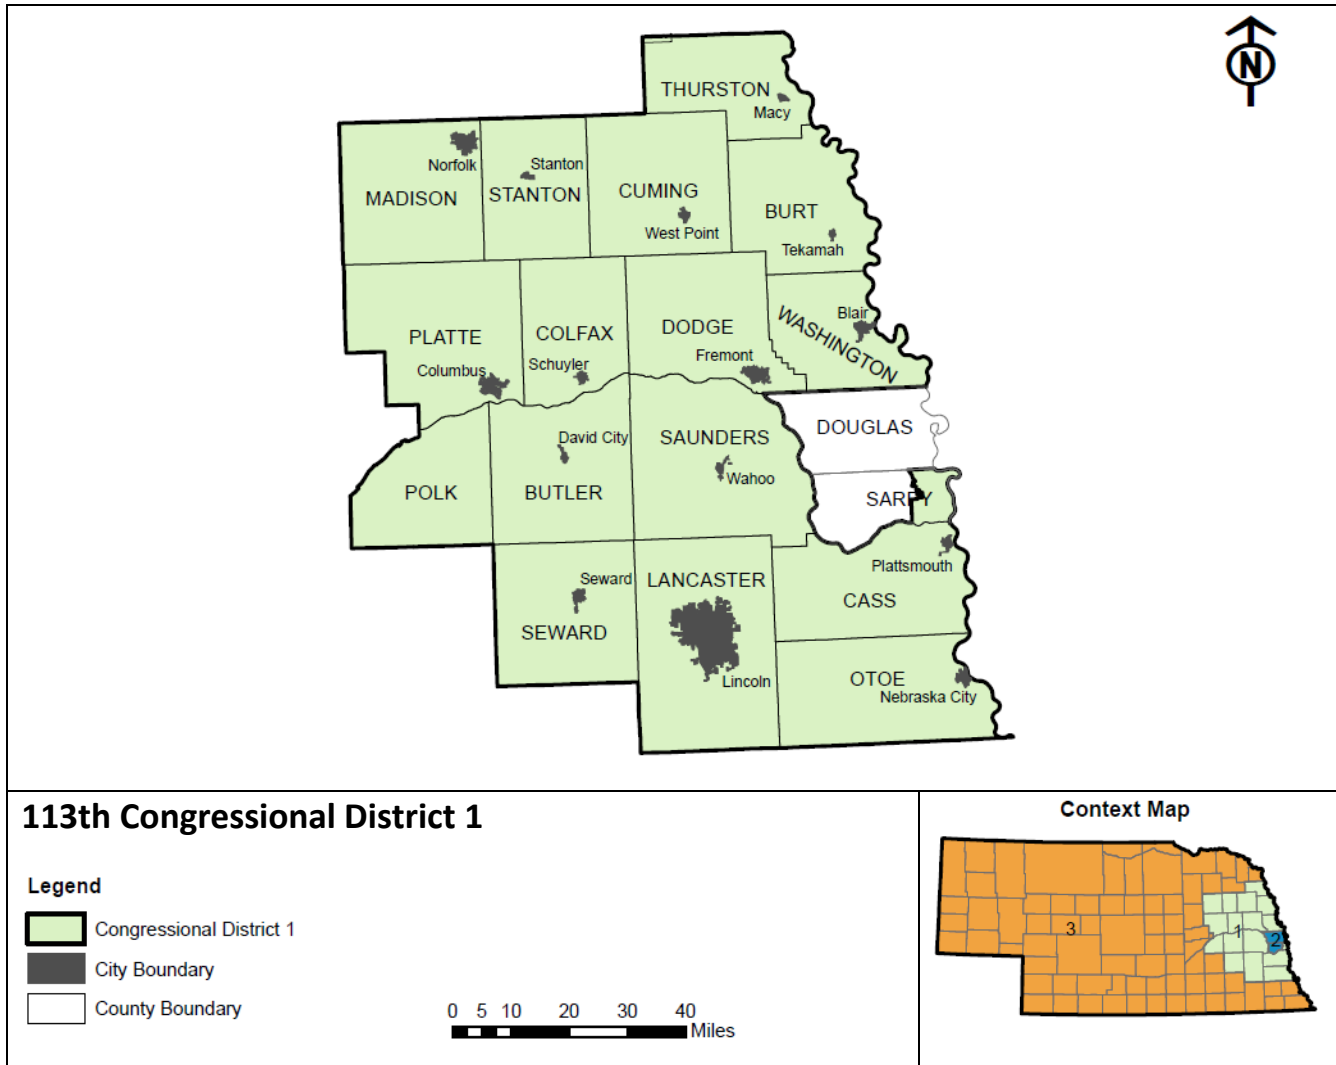 N
THURSTON
Macy
Norfolk
Stanton
MADISON
STANTON
CUMING
West Point
BURT
Tekamah
PLATTE
COLFAX
DODGE
WASHINGTON
Blair
Columbus
Schuyler
Fremont
DOUGLAS
David City
SAUNDERS
Wahoo
POLK
BUTLER
SARPY
Plattsmouth
Seward
LANCASTER
CASS
SEWARD
Lincoln
OTOE
Nebraska City
113th Congressional District 1
Legend
Congressional District 1
City Boundary
County Boundary
0 5 10 20 30 40
Miles
Context Map
3
1
2